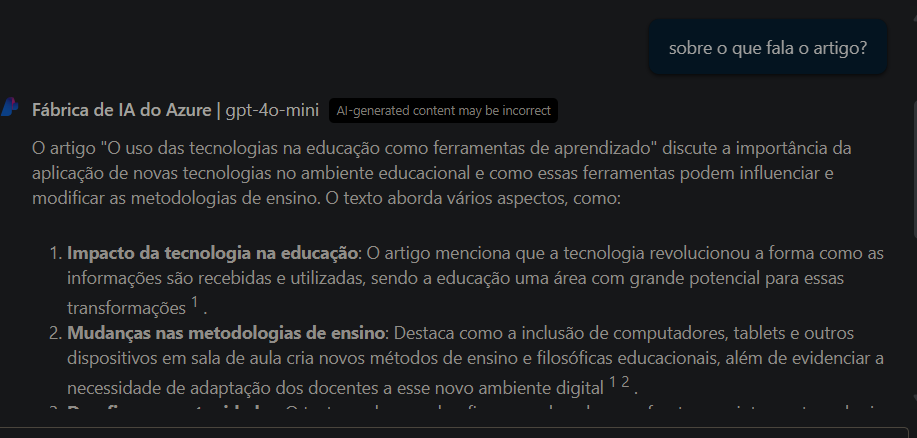 sobre o que fala o artigo?
Fábrica de IA do Azure | gpt-4o-mini AI-generated content may be incorrect
O artigo "O uso das tecnologias na educação como ferramentas de aprendizado" discute a importância da
aplicação de novas tecnologias no ambiente educacional e como essas ferramentas podem influenciar e
modificar as metodologias de ensino. O texto aborda vários aspectos, como:
1. Impacto da tecnologia na educação: O artigo menciona que a tecnologia revolucionou a forma como as
informações são recebidas e utilizadas, sendo a educação uma área com grande potencial para essas
transformações 1 .
2. Mudanças nas metodologias de ensino: Destaca como a inclusão de computadores, tablets e outros
dispositivos em sala de aula cria novos métodos de ensino e filosóficas educacionais, além de evidenciar a
necessidade de adaptação dos docentes a esse novo ambiente digital 1 2 .